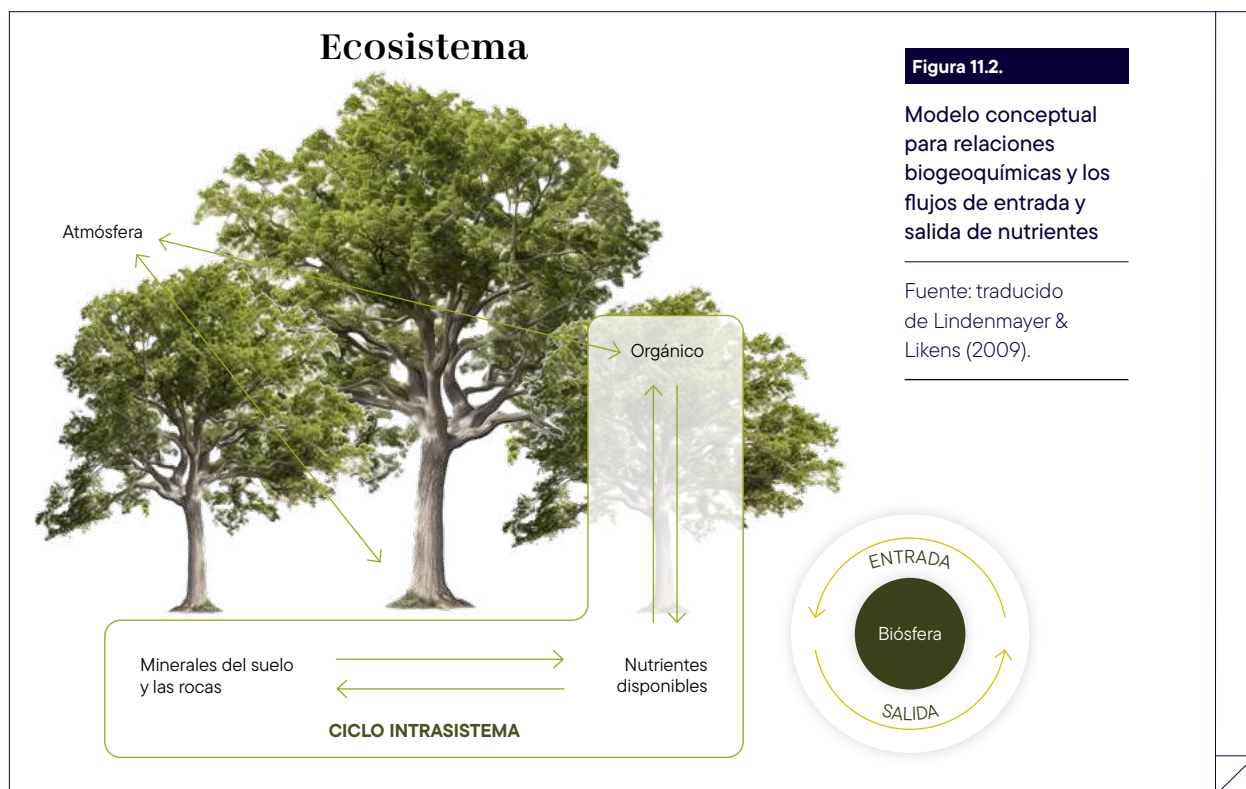 Ecosistema
Atmósfera
Orgánico
Minerales del suelo
y las rocas
Nutrientes
disponibles
CICLO INTRASISTEMA
ENTRADA
Biósfera
SALIDA
Figura 11.2.
Modelo conceptual
para relaciones
biogeoquímicas y los
flujos de entrada y
salida de nutrientes
Fuente: traducido
de Lindenmayer &
Likens (2009).